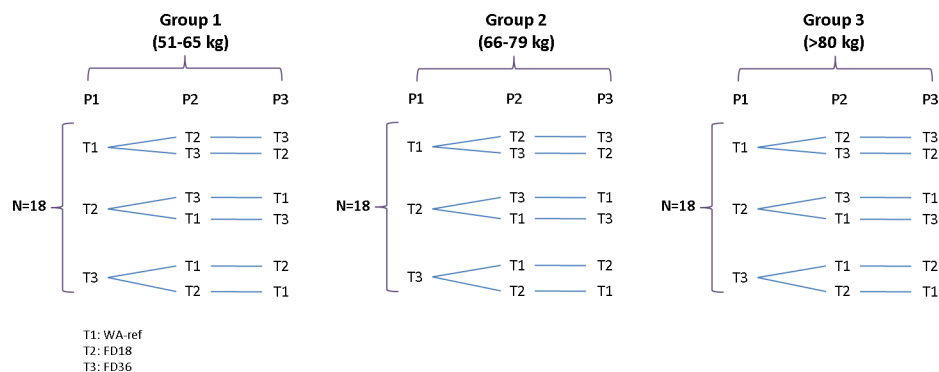 Group 1 Group 2 Group 3
(51-65 kg) (66-79 kg) (>80 kg)
P1 P2 P3 P1 P2 P3 P1 P2 P3
T2 T3 T2 T3 T2 T3
T1 T1 T1
T3 T2 T3 T2 T3 T2
T3 T1 T3 T1 T3 T1
N=18 T2 N=18 T2 N=18 T2
T1 T3 T1 T3 T1 T3
T1 T2 T1 T2 T1 T2
T3 T3 T3
T2 T1 T2 T1 T2 T1
T1: WA-ref
T2: FD18
T3: FD36